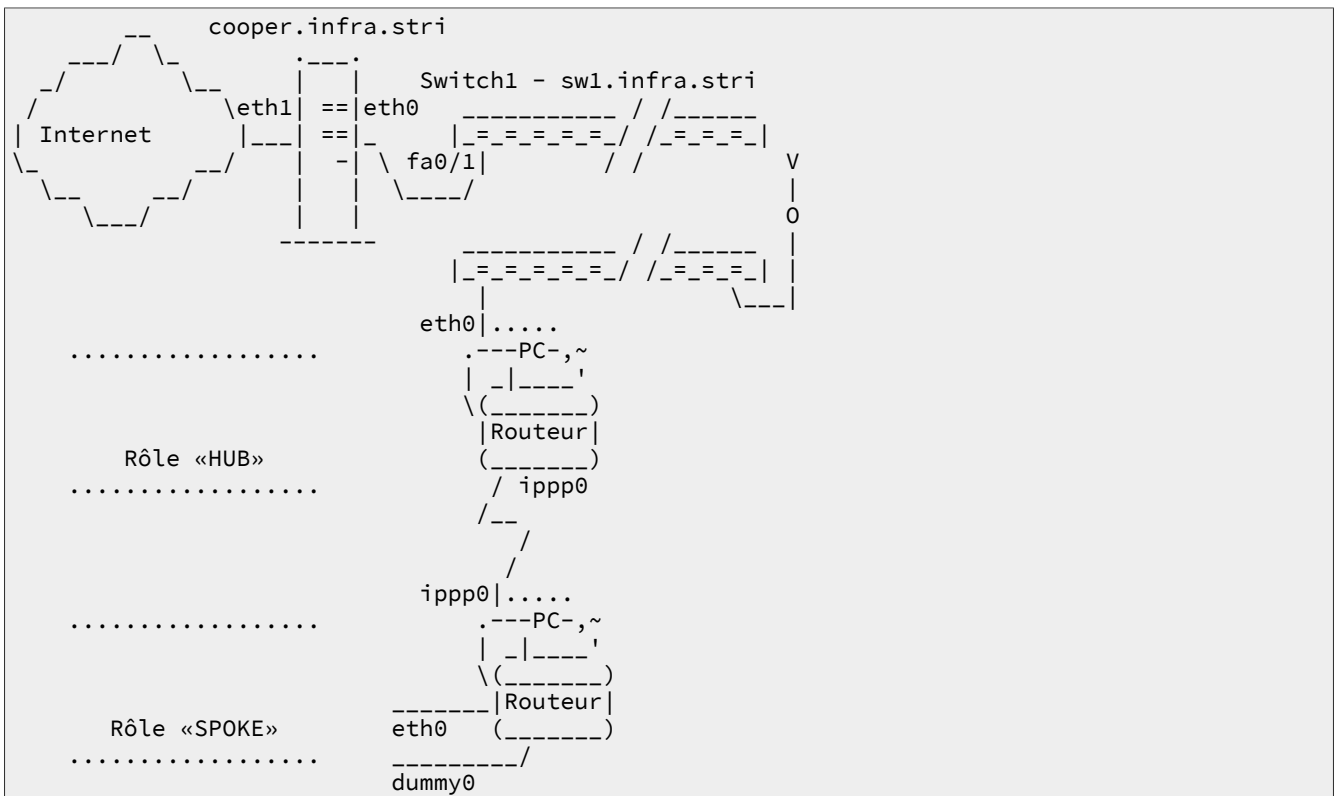 cooper.infra.stri
Switch1 - sw1.infra.stri
eth1 eth0
Internet
fa0/1
V
O
eth0
PC
Routeur
Rôle «HUB»
ippp0
ippp0
PC
Routeur
Rôle «SPOKE» eth0
dummy0